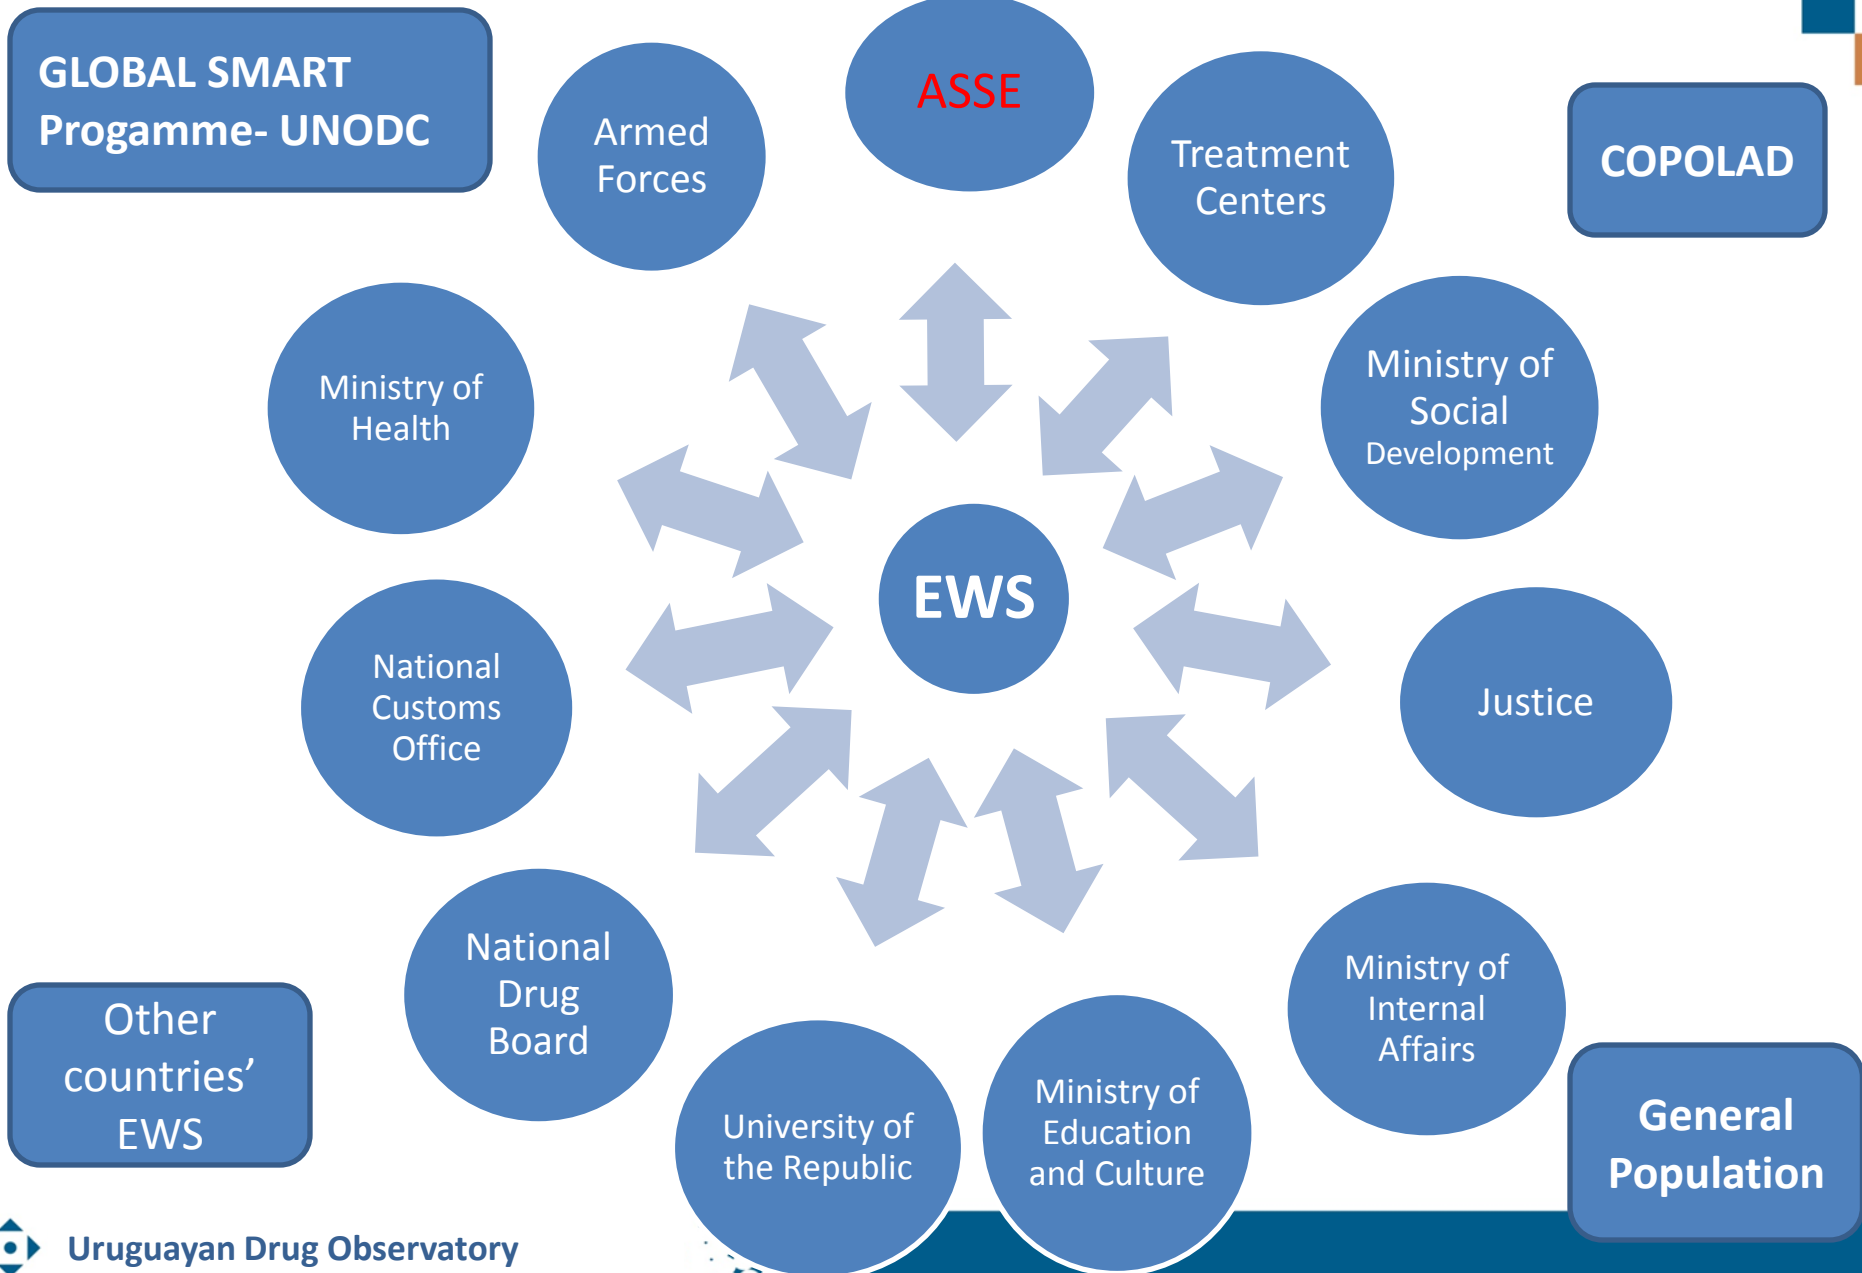 GLOBAL SMART
Progamme- UNODC
Armed
Forces
ASSE
Treatment
Centers
COPOLAD
Ministry of
Health
Ministry of
Social
Development
EWS
National
Customs
Office
Justice
National
Drug
Board
Ministry of
Internal
Affairs
Other
countries’
EWS
University of
the Republic
Ministry of
Education
and Culture
General
Population
Uruguayan Drug Observatory